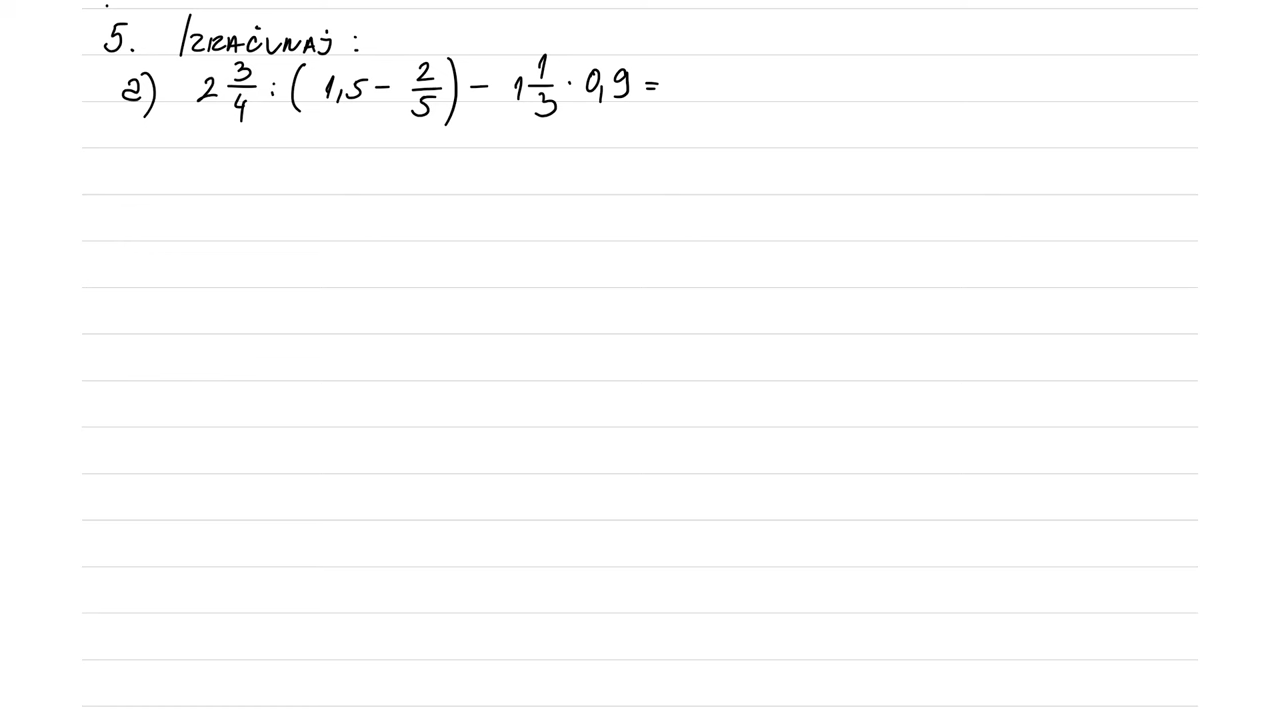 5. Izračunaj :
a) 2 3/4 : ( 1,5 - 2/5 ) - 1 1/3 · 0,9 =